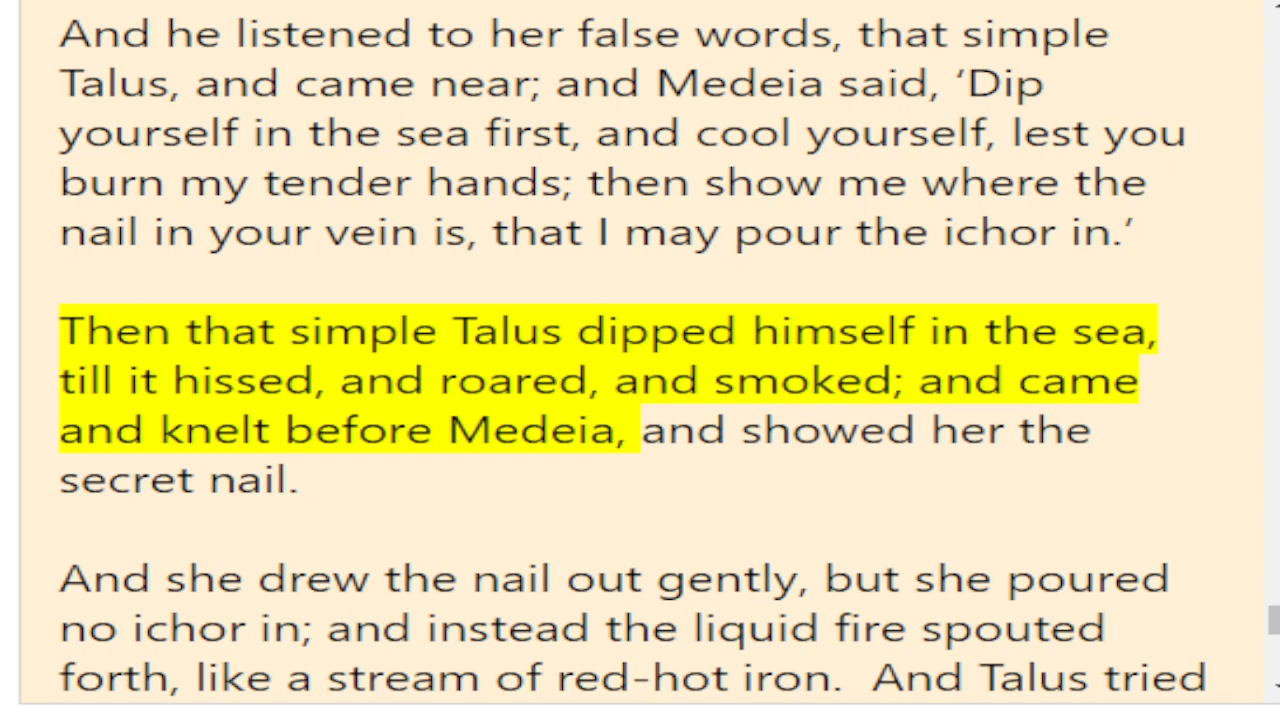 And he listened to her false words, that simple
Talus, and came near; and Medeia said, ‘Dip
yourself in the sea first, and cool yourself, lest you
burn my tender hands; then show me where the
nail in your vein is, that I may pour the ichor in.’
Then that simple Talus dipped himself in the sea,
till it hissed, and roared, and smoked; and came
and knelt before Medeia, and showed her the
secret nail.
And she drew the nail out gently, but she poured
no ichor in; and instead the liquid fire spouted
forth, like a stream of red-hot iron.  And Talus tried